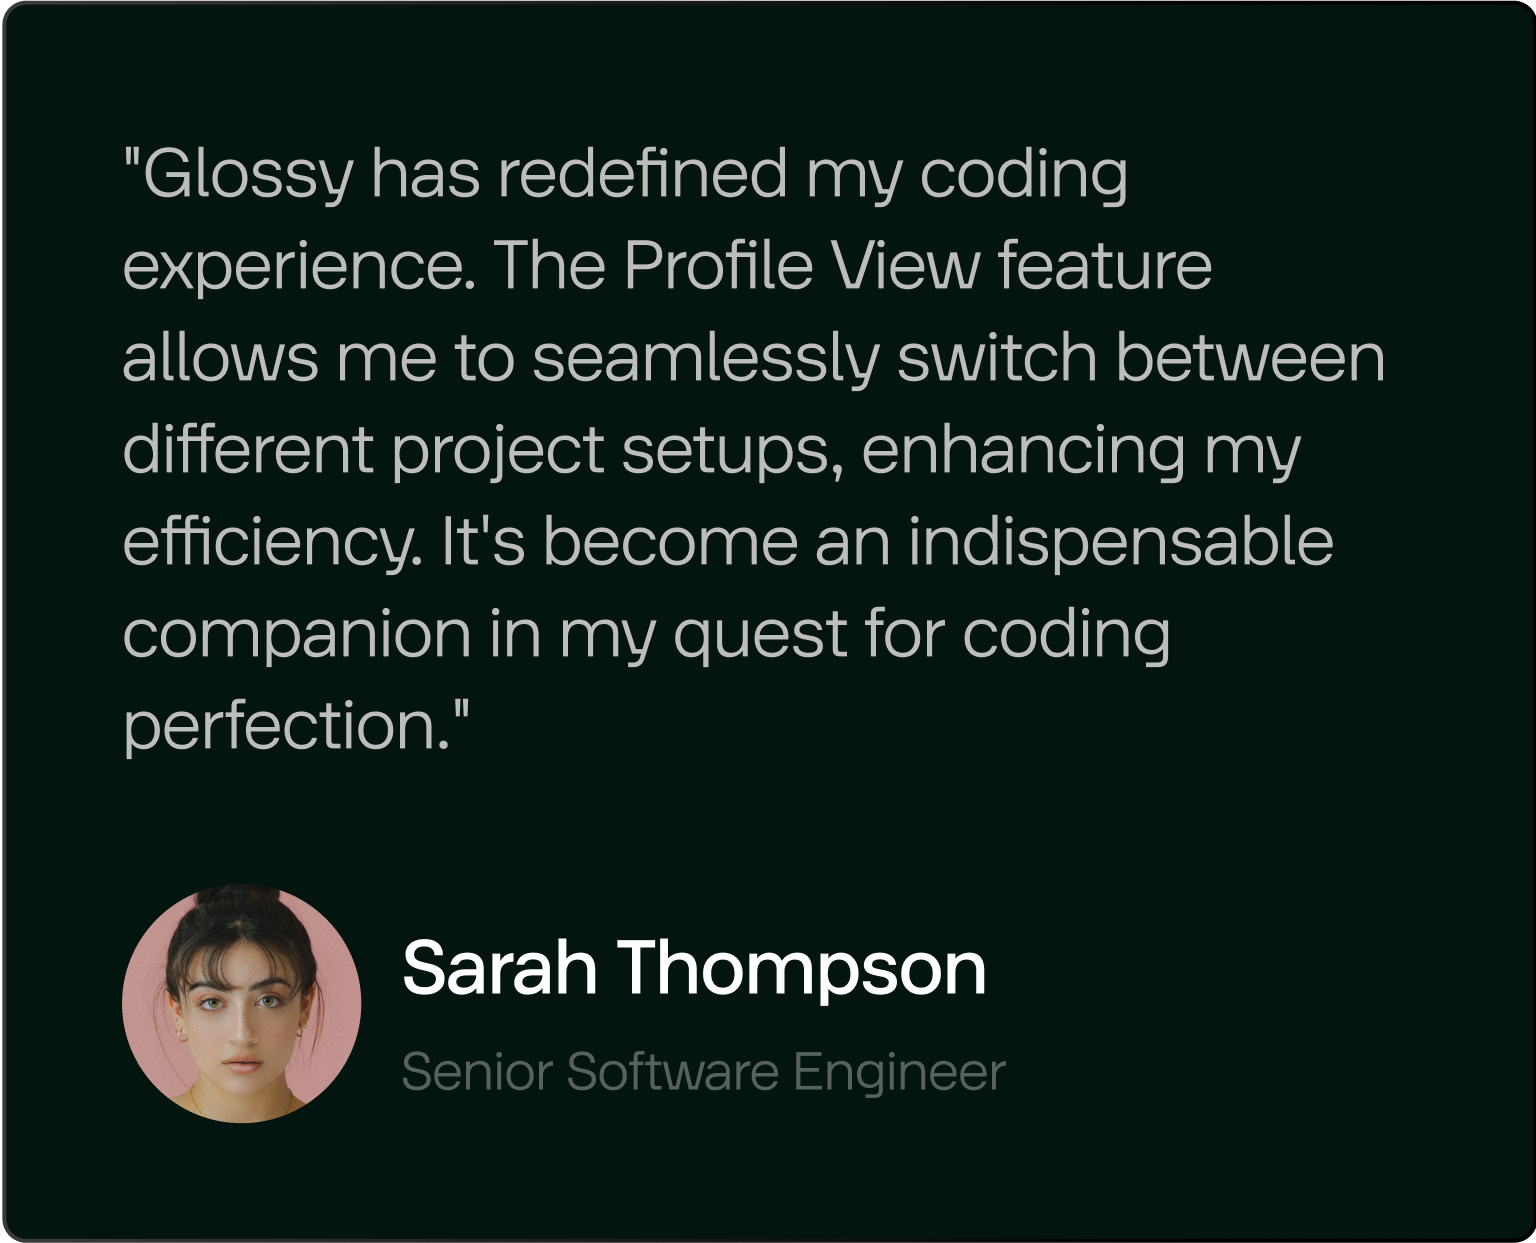 "Glossy has redefined my coding
experience. The Profile View feature
allows me to seamlessly switch between
different project setups, enhancing my
efficiency. It's become an indispensable
companion in my quest for coding
perfection."
Sarah Thompson
Senior Software Engineer